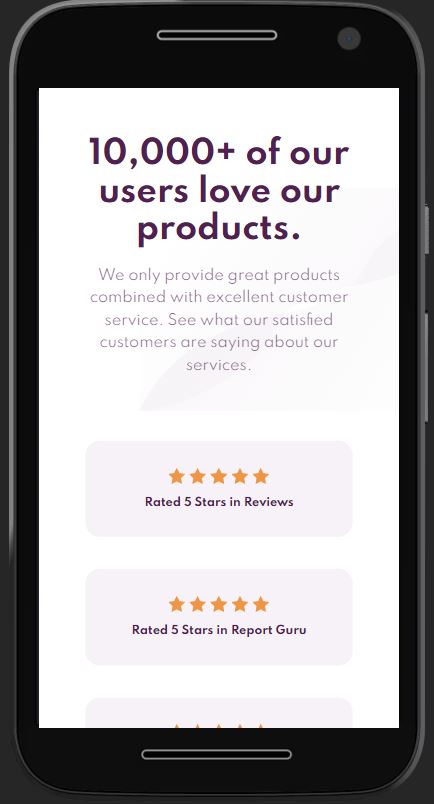 10,000+ of our
users love our
products.
We only provide great products
combined with excellent customer
service. See what our satisfied
customers are saying about our
services.
Rated 5 Stars in Reviews
Rated 5 Stars in Report Guru